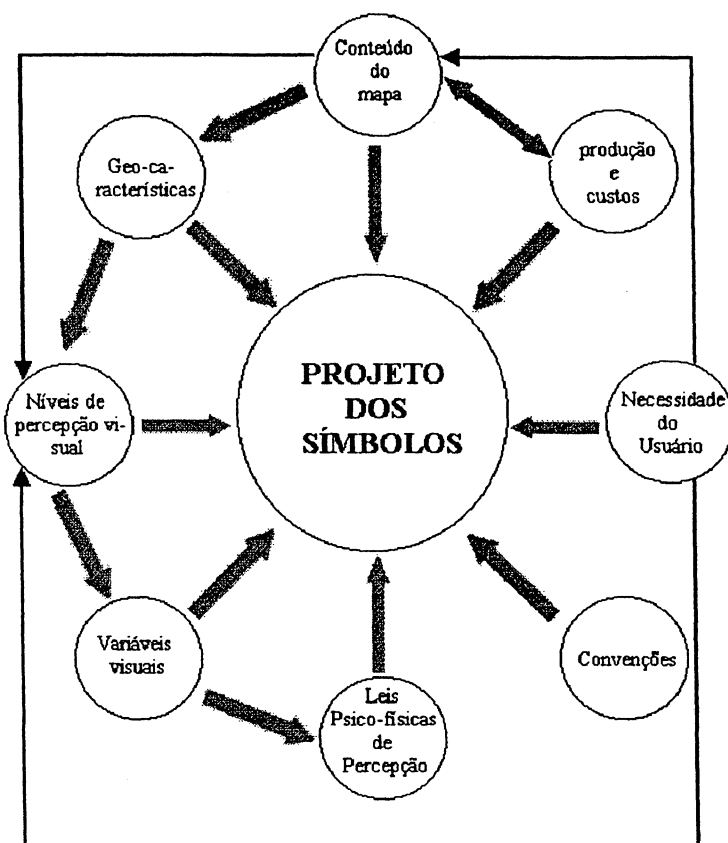 Conteúdo
do
mapa
Geo-ca-
racterísticas
produção
e
custos
PROJETO
DOS
SÍMBOLOS
Níveis de
percepção vi-
sual
Necessidade
do
Usuário
Variáveis
visuais
Leis
Psico-físicas
de
Percepção
Convenções